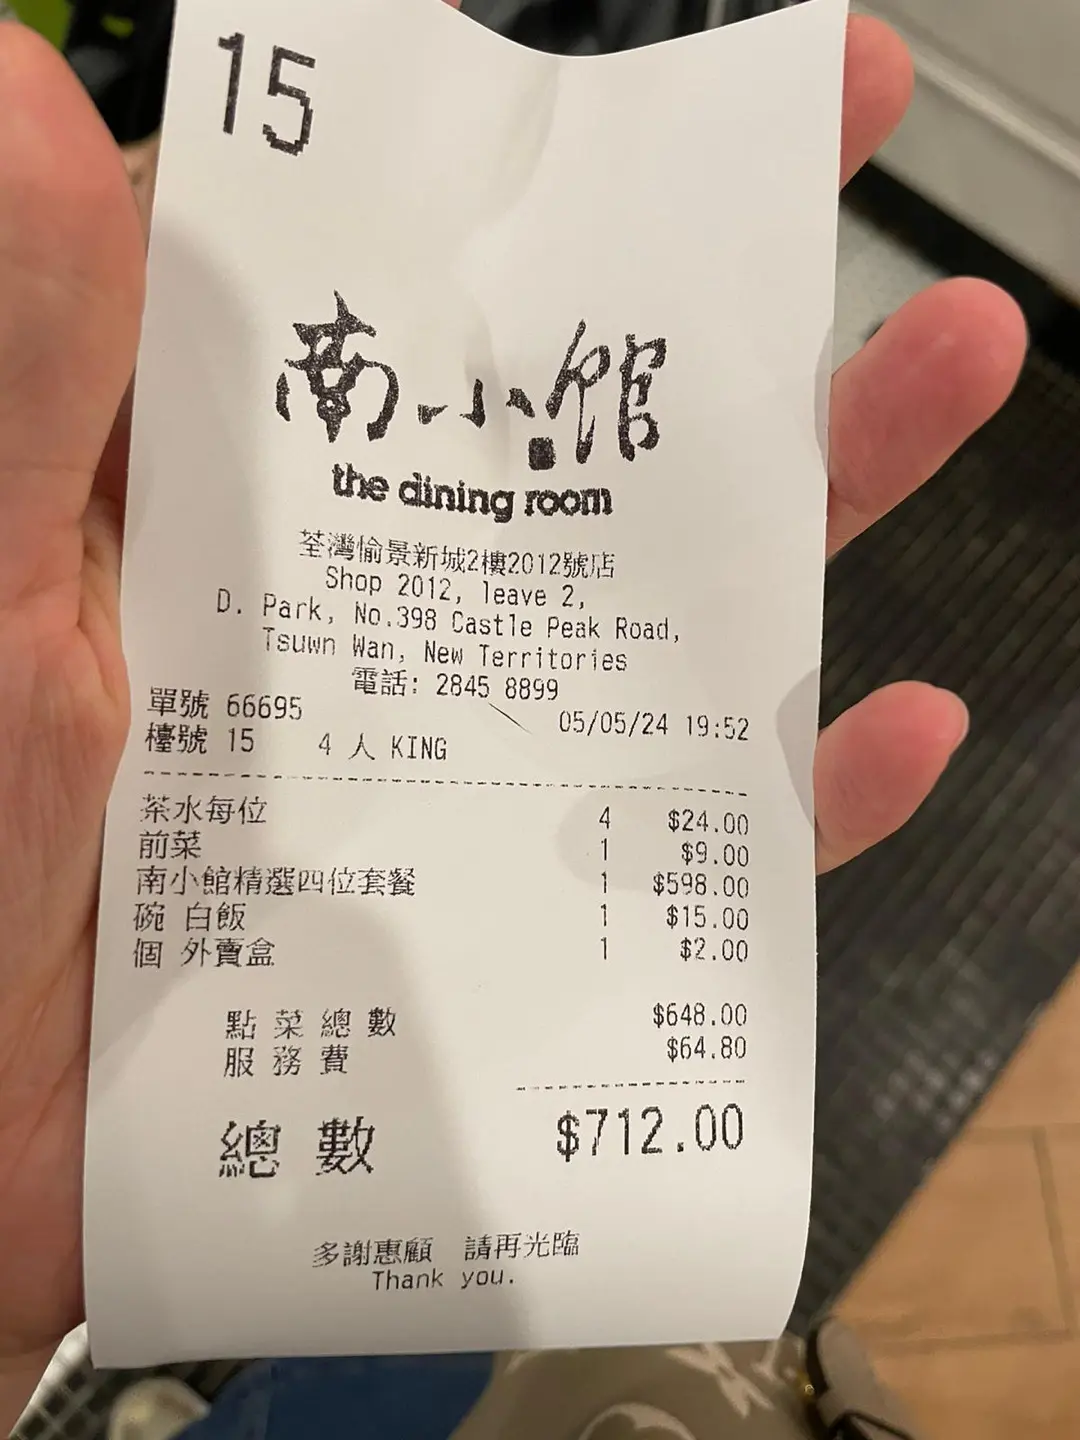 15
南小館
the dining room
荃灣愉景新城2樓2012號店
Shop 2012, leave 2,
D. Park, No.398 Castle Peak Road,
Tsuwn Wan, New Territories
電話: 2845 8899
單號 66695 05/05/24 19:52
檯號 15 4 人 KING
茶水每位 4 $24.00
前菜 1 $9.00
南小館精選四位套餐 1 $598.00
碗 白飯 1 $15.00
個 外賣盒 1 $2.00
點菜總數 $648.00
服務費 $64.80
總數 $712.00
多謝惠顧 請再光臨
Thank you.